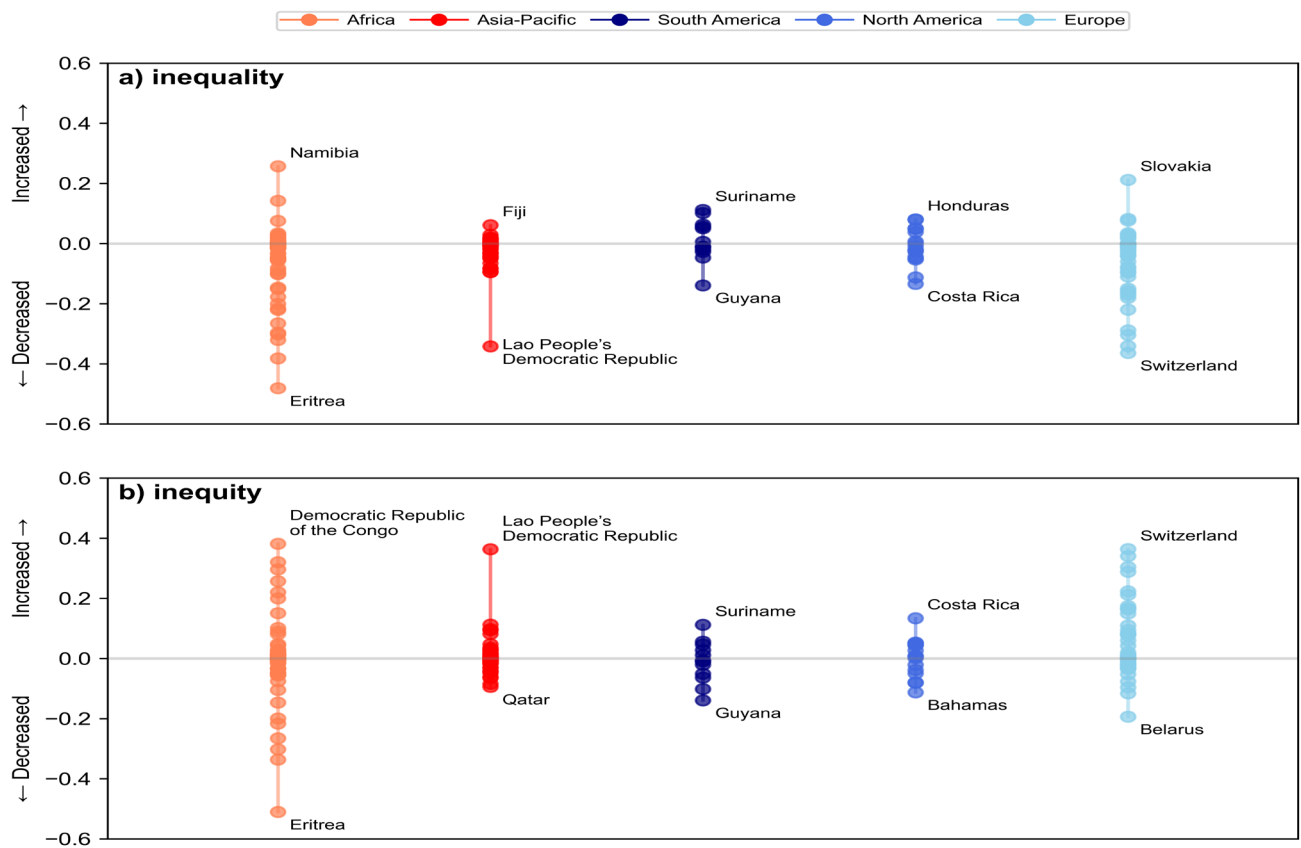 Africa Asia-Pacific South America North America Europe
a) inequality
0.6
0.4
0.2
0.0
−0.2
−0.4
−0.6
Increased →
← Decreased
Namibia
Eritrea
Fiji
Lao People's
Democratic Republic
Suriname
Guyana
Honduras
Costa Rica
Slovakia
Switzerland
b) inequity
0.6
0.4
0.2
0.0
−0.2
−0.4
−0.6
Increased →
← Decreased
Democratic Republic
of the Congo
Eritrea
Lao People's
Democratic Republic
Qatar
Suriname
Guyana
Costa Rica
Bahamas
Switzerland
Belarus